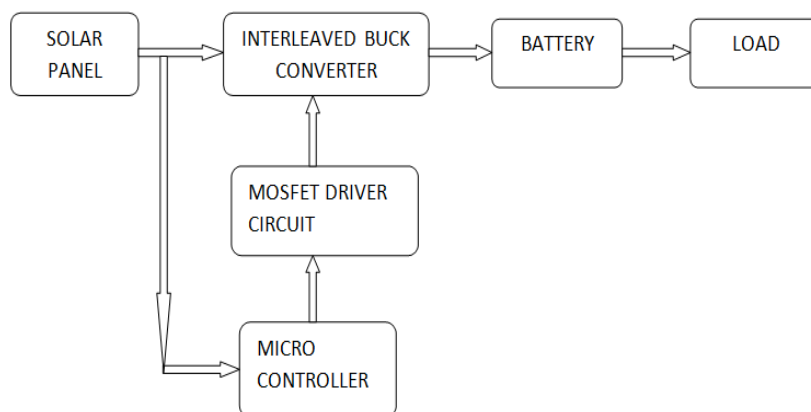 SOLAR
PANEL
INTERLEAVED BUCK
CONVERTER
BATTERY
LOAD
MOSFET DRIVER
CIRCUIT
MICRO
CONTROLLER